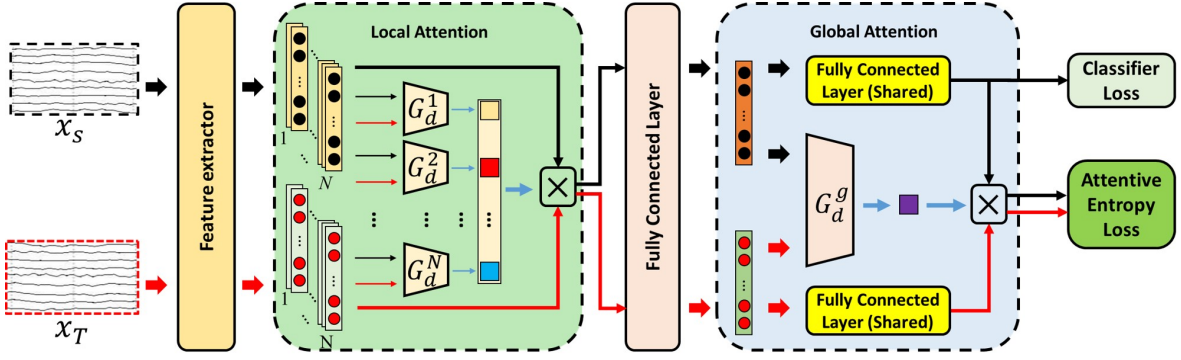 x_S
x_T
Feature extractor
Local Attention
1
N
1
N
G_d^1
G_d^2
G_d^N
Fully Connected Layer
Global Attention
Fully Connected
Layer (Shared)
G_d^g
Fully Connected
Layer (Shared)
Classifier
Loss
Attentive
Entropy
Loss